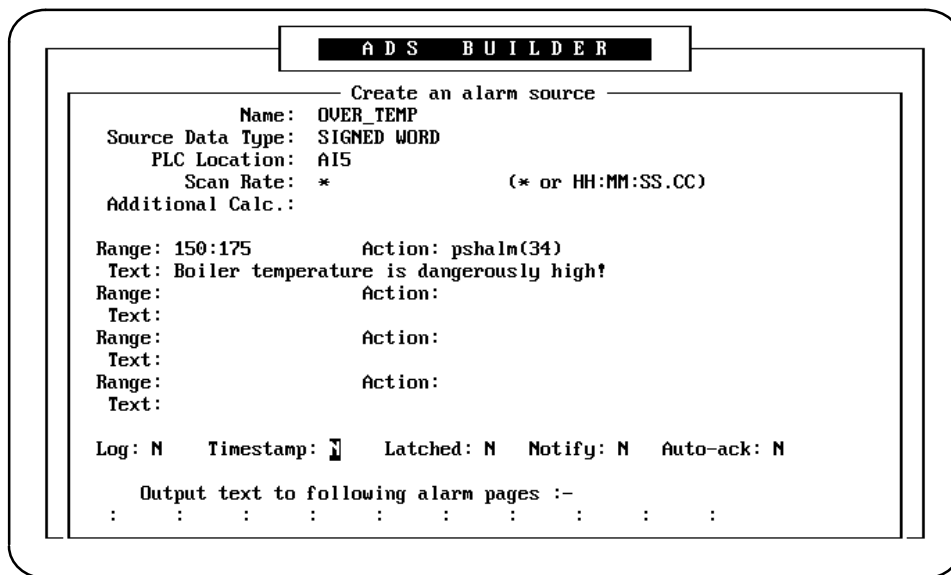 ADS BUILDER
Create an alarm source
Name: OVER_TEMP
Source Data Type: SIGNED WORD
PLC Location: AI5
Scan Rate: * (* or HH:MM:SS.CC)
Additional Calc.:
Range: 150:175 Action: pshalm(34)
Text: Boiler temperature is dangerously high!
Range: Action:
Text:
Range: Action:
Text:
Range: Action:
Text:
Log: N Timestamp: N Latched: N Notify: N Auto-ack: N
Output text to following alarm pages :-
: : : : : : : : : :